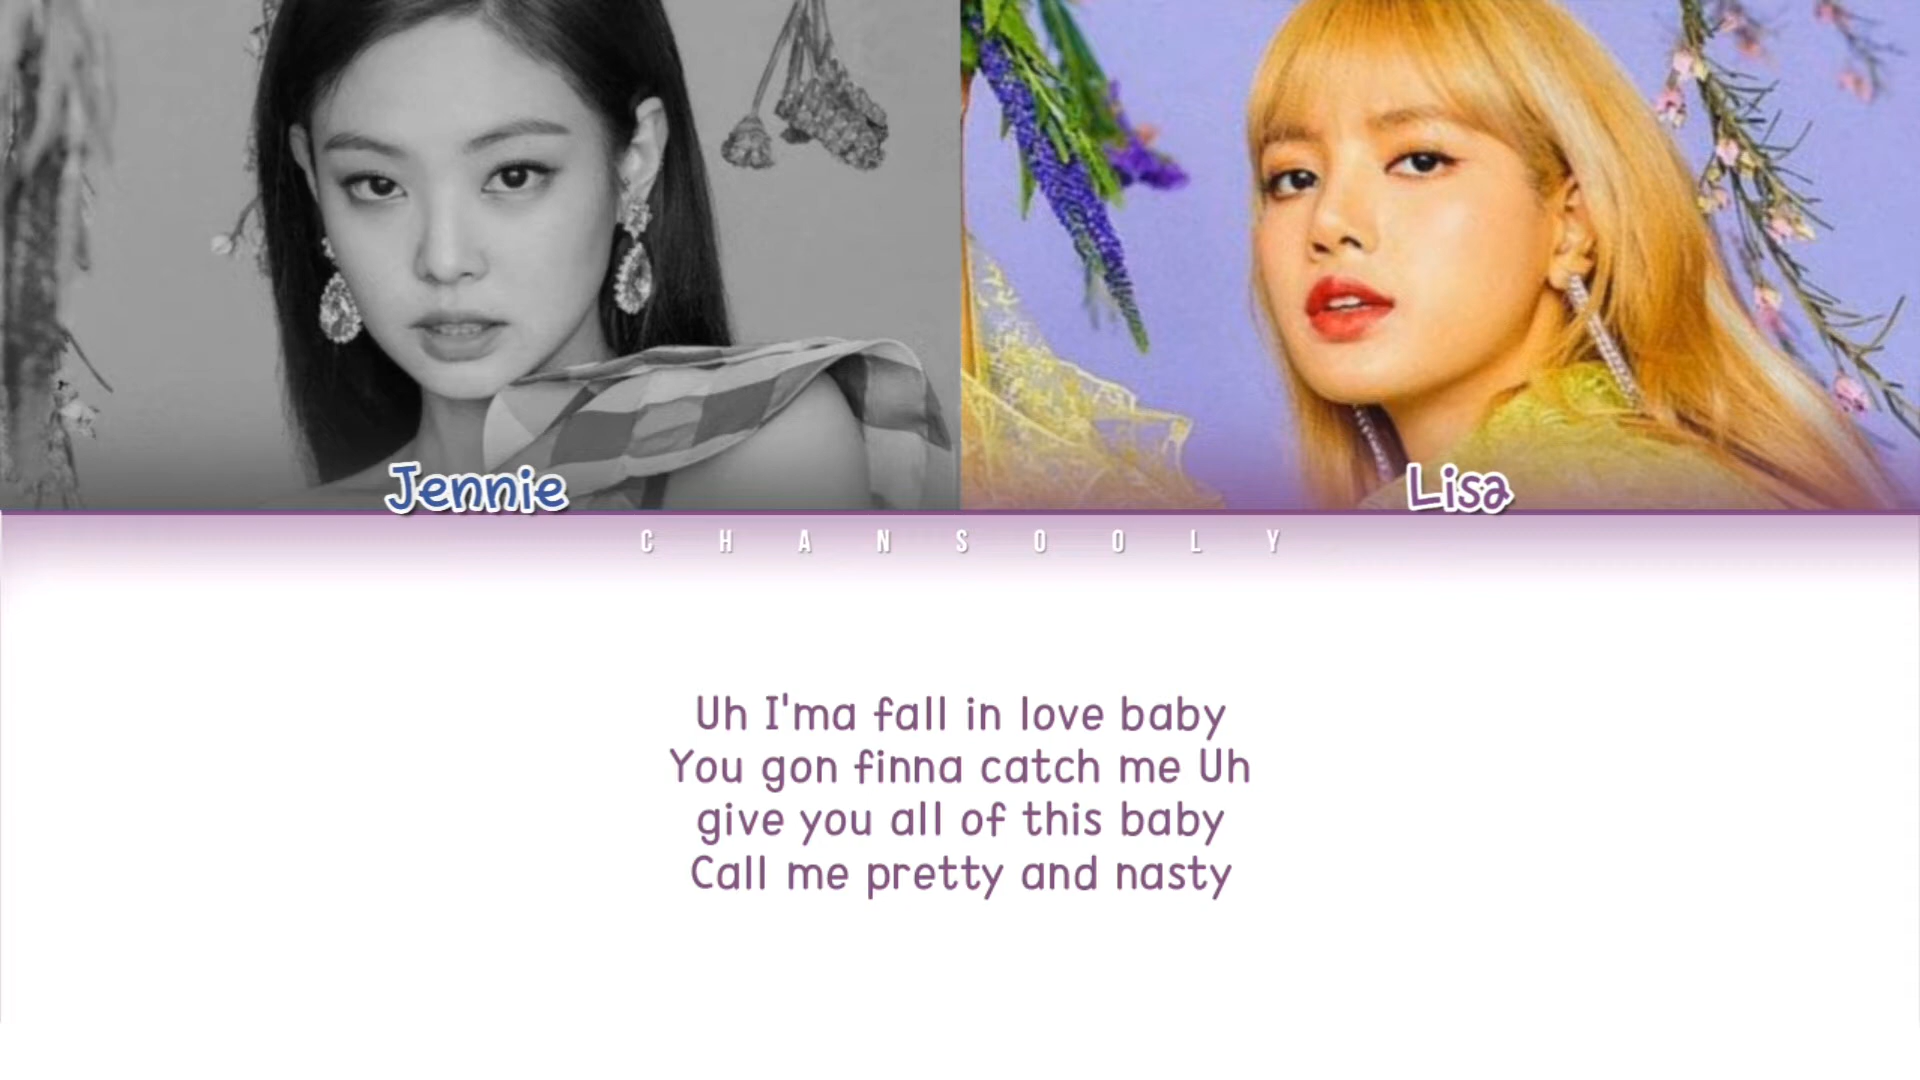 Jennie
Lisa
CHANSOOLY
Uh I'ma fall in love baby
You gon finna catch me Uh
give you all of this baby
Call me pretty and nasty